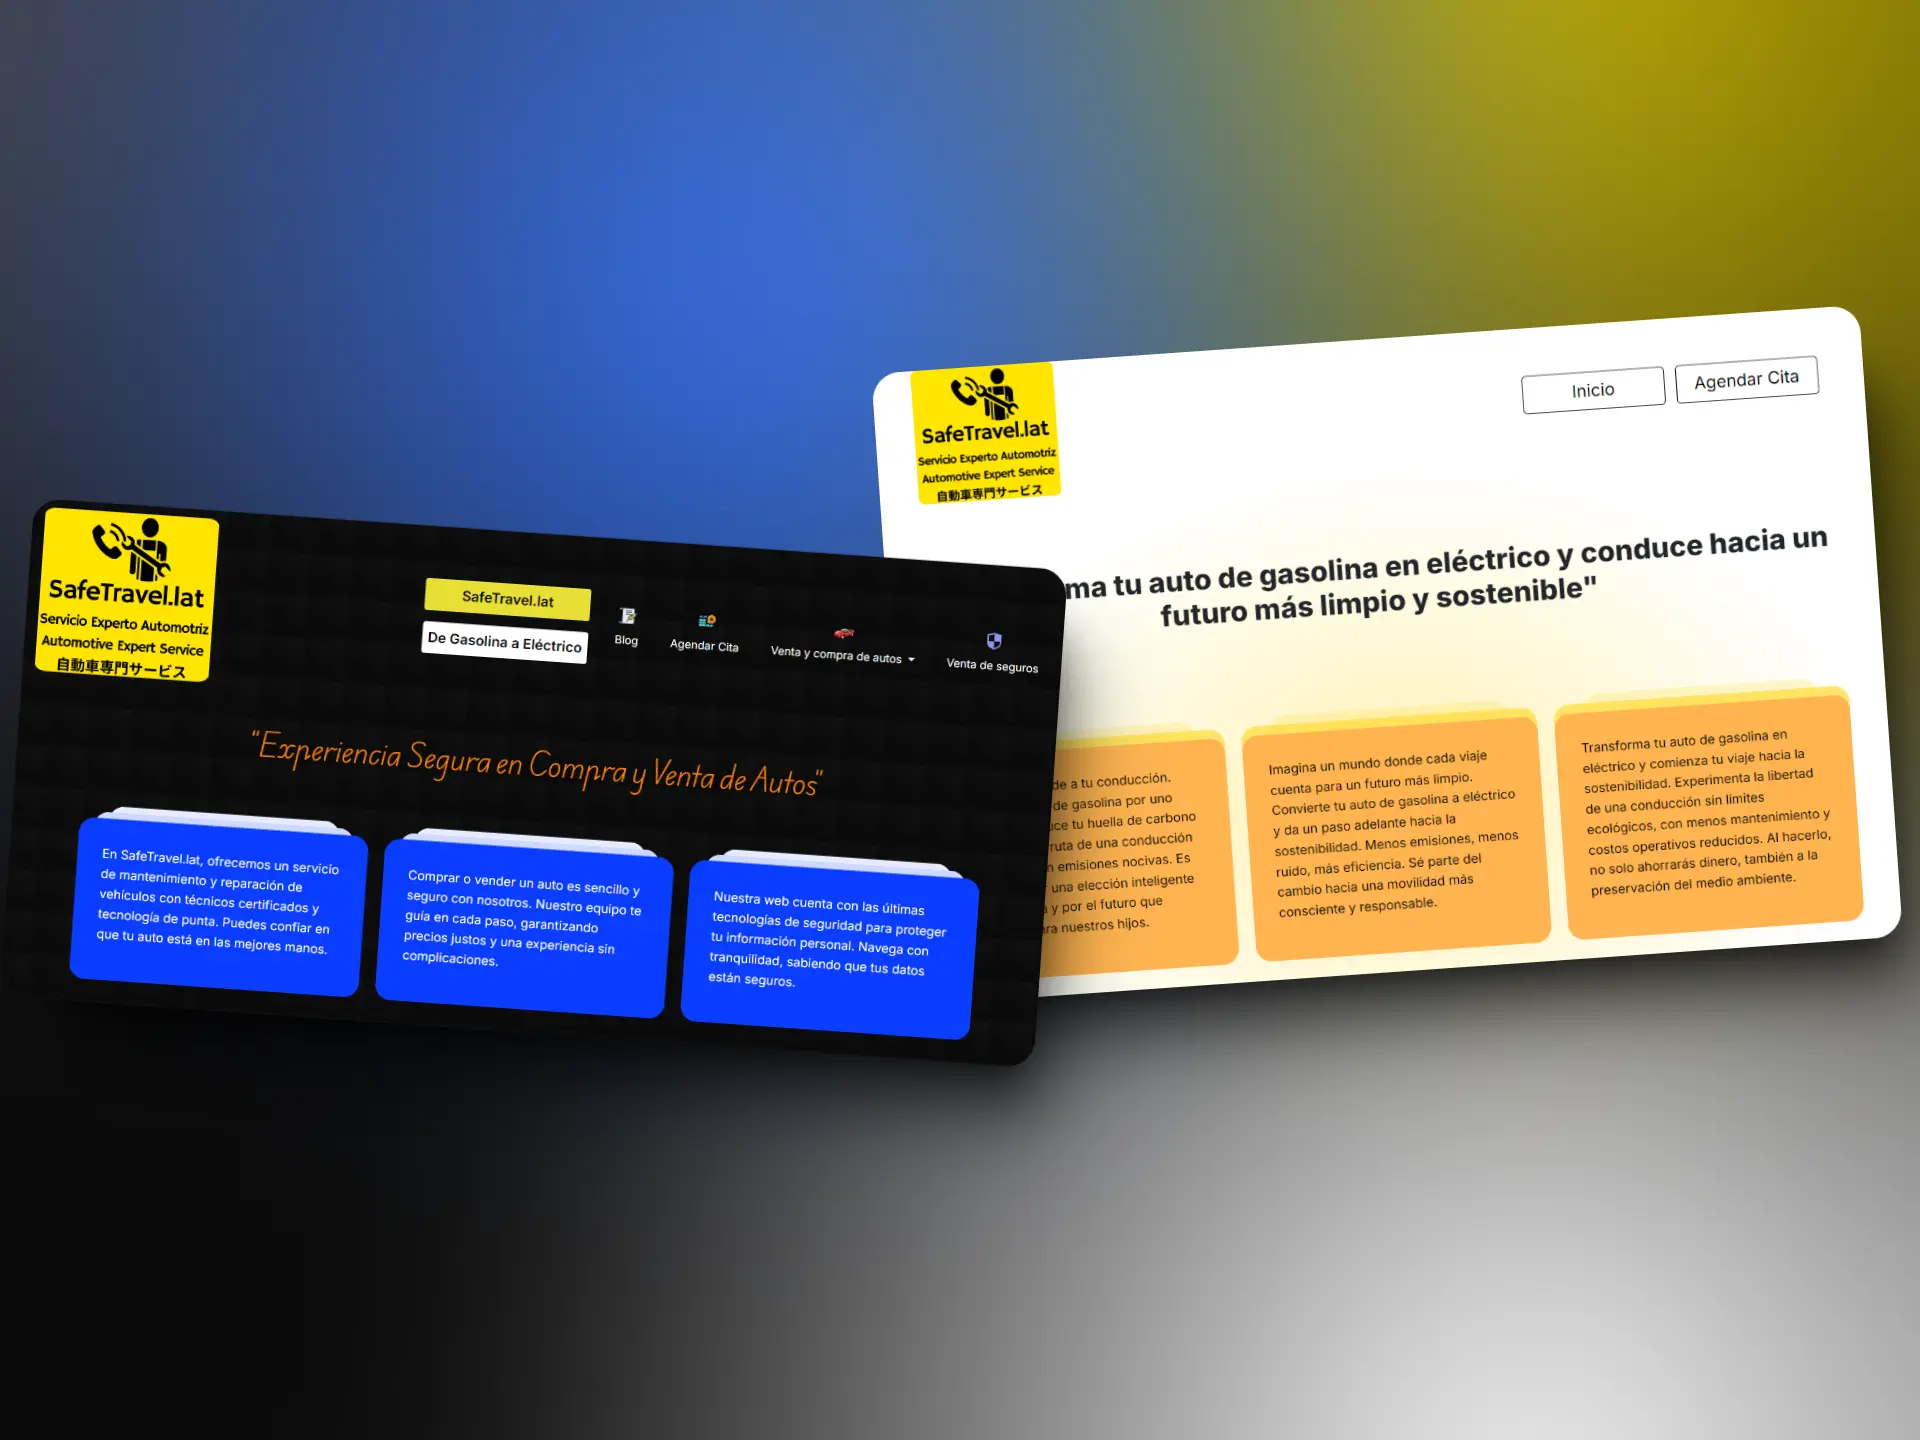 SafeTravel.lat
Servicio Experto Automotriz
Automotive Expert Service
自動車専門サービス
SafeTravel.lat
De Gasolina a Eléctrico
Blog
Agendar Cita
Venta y compra de autos
Venta de seguros
"Experiencia Segura en Compra y Venta de Autos"
En SafeTravel.lat, ofrecemos un servicio
de mantenimiento y reparación de
vehículos con técnicos certificados y
tecnología de punta. Puedes confiar en
que tu auto está en las mejores manos.
Comprar o vender un auto es sencillo y
seguro con nosotros. Nuestro equipo te
guía en cada paso, garantizando
precios justos y una experiencia sin
complicaciones.
Nuestra web cuenta con las últimas
tecnologías de seguridad para proteger
tu información personal. Navega con
tranquilidad, sabiendo que tus datos
están seguros.
SafeTravel.lat
Servicio Experto Automotriz
Automotive Expert Service
自動車専門サービス
Inicio
Agendar Cita
ma tu auto de gasolina en eléctrico y conduce hacia un
futuro más limpio y sostenible"
de a tu conducción.
de gasolina por uno
ce tu huella de carbono
ruta de una conducción
n emisiones nocivas. Es
una elección inteligente
a y por el futuro que
ra nuestros hijos.
Imagina un mundo donde cada viaje
cuenta para un futuro más limpio.
Convierte tu auto de gasolina a eléctrico
y da un paso adelante hacia la
sostenibilidad. Menos emisiones, menos
ruido, más eficiencia. Sé parte del
cambio hacia una movilidad más
consciente y responsable.
Transforma tu auto de gasolina en
eléctrico y comienza tu viaje hacia la
sostenibilidad. Experimenta la libertad
de una conducción sin límites
ecológicos, con menos mantenimiento y
costos operativos reducidos. Al hacerlo,
no solo ahorrarás dinero, también a la
preservación del medio ambiente.